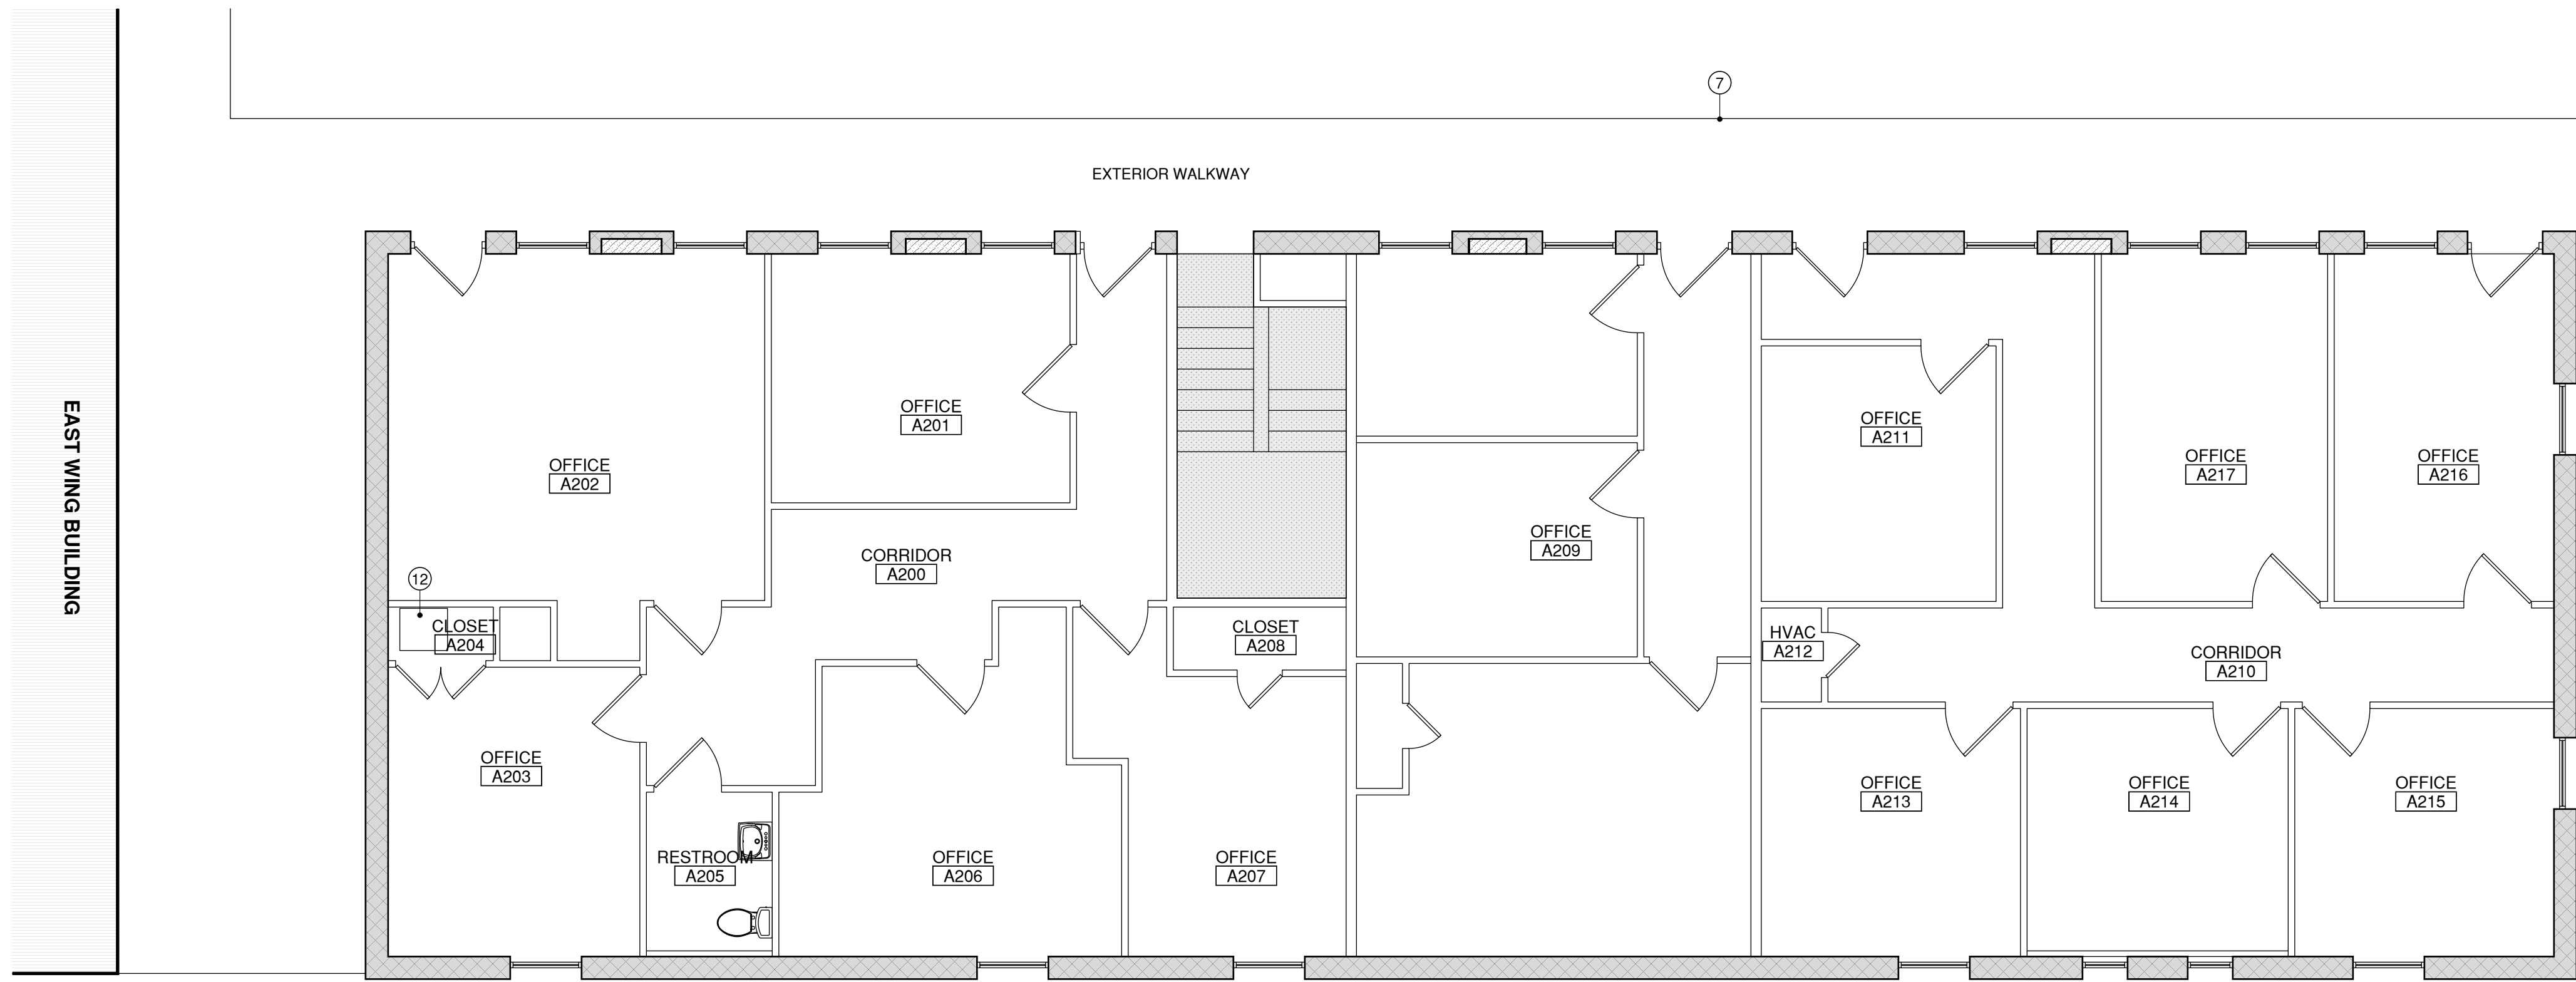 7
EXTERIOR WALKWAY
EAST WING BUILDING
OFFICE
A201
OFFICE
A211
OFFICE
A202
OFFICE
A217
OFFICE
A216
OFFICE
A209
CORRIDOR
A200
12
CLOSET
A204
CLOSET
A208
HVAC
A212
CORRIDOR
A210
OFFICE
A203
OFFICE
A213
OFFICE
A214
OFFICE
A215
RESTROOM
A205
OFFICE
A206
OFFICE
A207